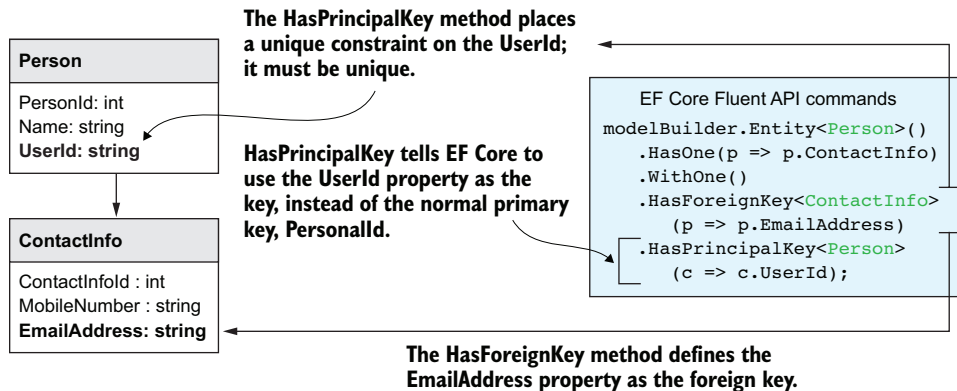 The HasPrincipalKey method places
a unique constraint on the UserId;
it must be unique.
Person
PersonId: int
Name: string
UserId: string
HasPrincipalKey tells EF Core to
use the UserId property as the
key, instead of the normal primary
key, PersonalId.
EF Core Fluent API commands
modelBuilder.Entity<Person>()
.HasOne(p => p.ContactInfo)
.WithOne()
.HasForeignKey<ContactInfo>
(p => p.EmailAddress)
.HasPrincipalKey<Person>
(c => c.UserId);
ContactInfo
ContactInfoId : int
MobileNumber : string
EmailAddress: string
The HasForeignKey method defines the
EmailAddress property as the foreign key.